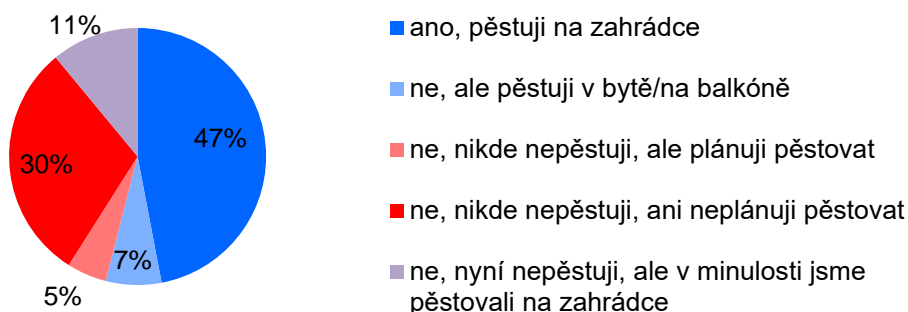 11%
47%
30%
7%
5%
ano, pěstuji na zahrádce
ne, ale pěstuji v bytě/na balkóně
ne, nikde nepěstuji, ale plánuji pěstovat
ne, nikde nepěstuji, ani neplánuji pěstovat
ne, nyní nepěstuji, ale v minulosti jsme
pěstovali na zahrádce